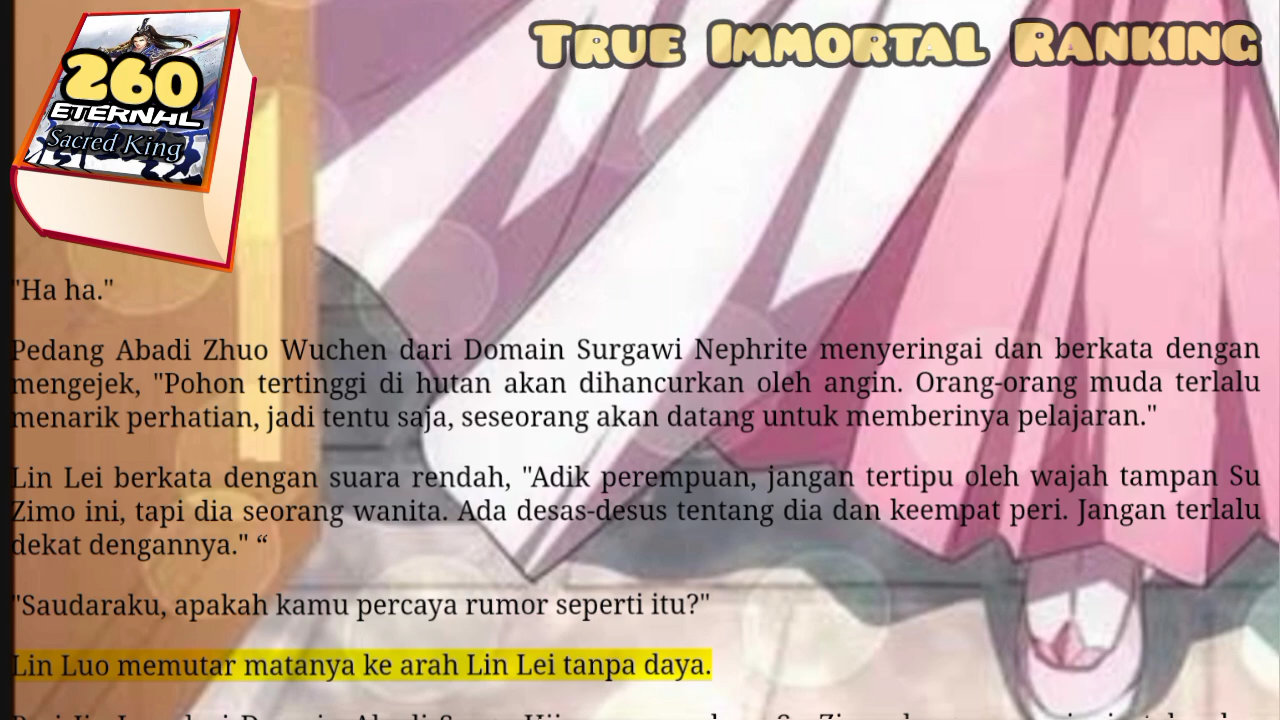 True Immortal Ranking
260
ETERNAL
Sacred King
"Ha ha."
Pedang Abadi Zhuo Wuchen dari Domain Surgawi Nephrite menyeringai dan berkata dengan
mengejek, "Pohon tertinggi di hutan akan dihancurkan oleh angin. Orang-orang muda terlalu
menarik perhatian, jadi tentu saja, seseorang akan datang untuk memberinya pelajaran."
Lin Lei berkata dengan suara rendah, "Adik perempuan, jangan tertipu oleh wajah tampan Su
Zimo ini, tapi dia seorang wanita. Ada desas-desus tentang dia dan keempat peri. Jangan terlalu
dekat dengannya." “
"Saudaraku, apakah kamu percaya rumor seperti itu?"
Lin Luo memutar matanya ke arah Lin Lei tanpa daya.